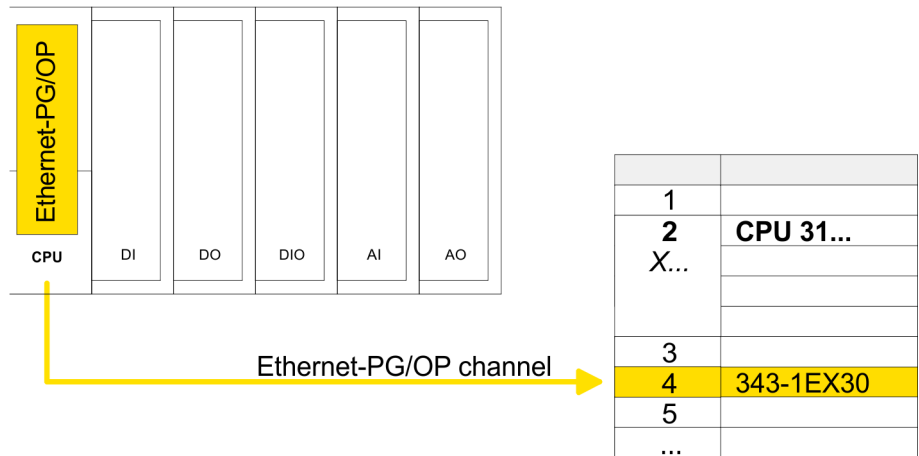 Ethernet-PG/OP
CPU
DI
DO
DIO
AI
AO
Ethernet-PG/OP channel
1
2 CPU 31...
X...
3
4 343-1EX30
5
...